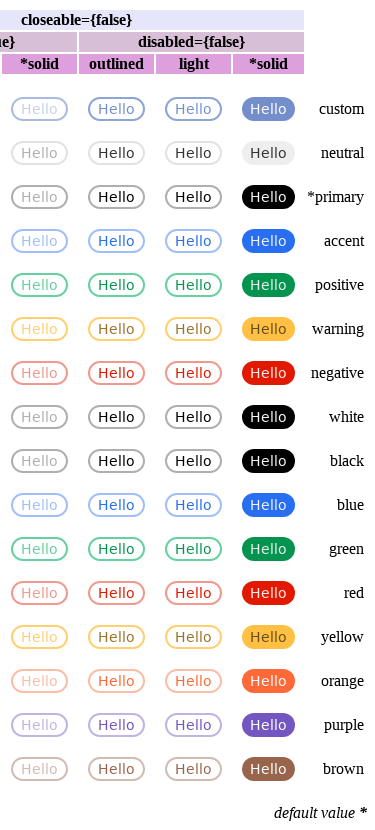 closeable={false}
ue} disabled={false}
*solid outlined light *solid
Hello Hello Hello Hello custom
Hello Hello Hello Hello neutral
Hello Hello Hello Hello *primary
Hello Hello Hello Hello accent
Hello Hello Hello Hello positive
Hello Hello Hello Hello warning
Hello Hello Hello Hello negative
Hello Hello Hello Hello white
Hello Hello Hello Hello black
Hello Hello Hello Hello blue
Hello Hello Hello Hello green
Hello Hello Hello Hello red
Hello Hello Hello Hello yellow
Hello Hello Hello Hello orange
Hello Hello Hello Hello purple
Hello Hello Hello Hello brown
default value *